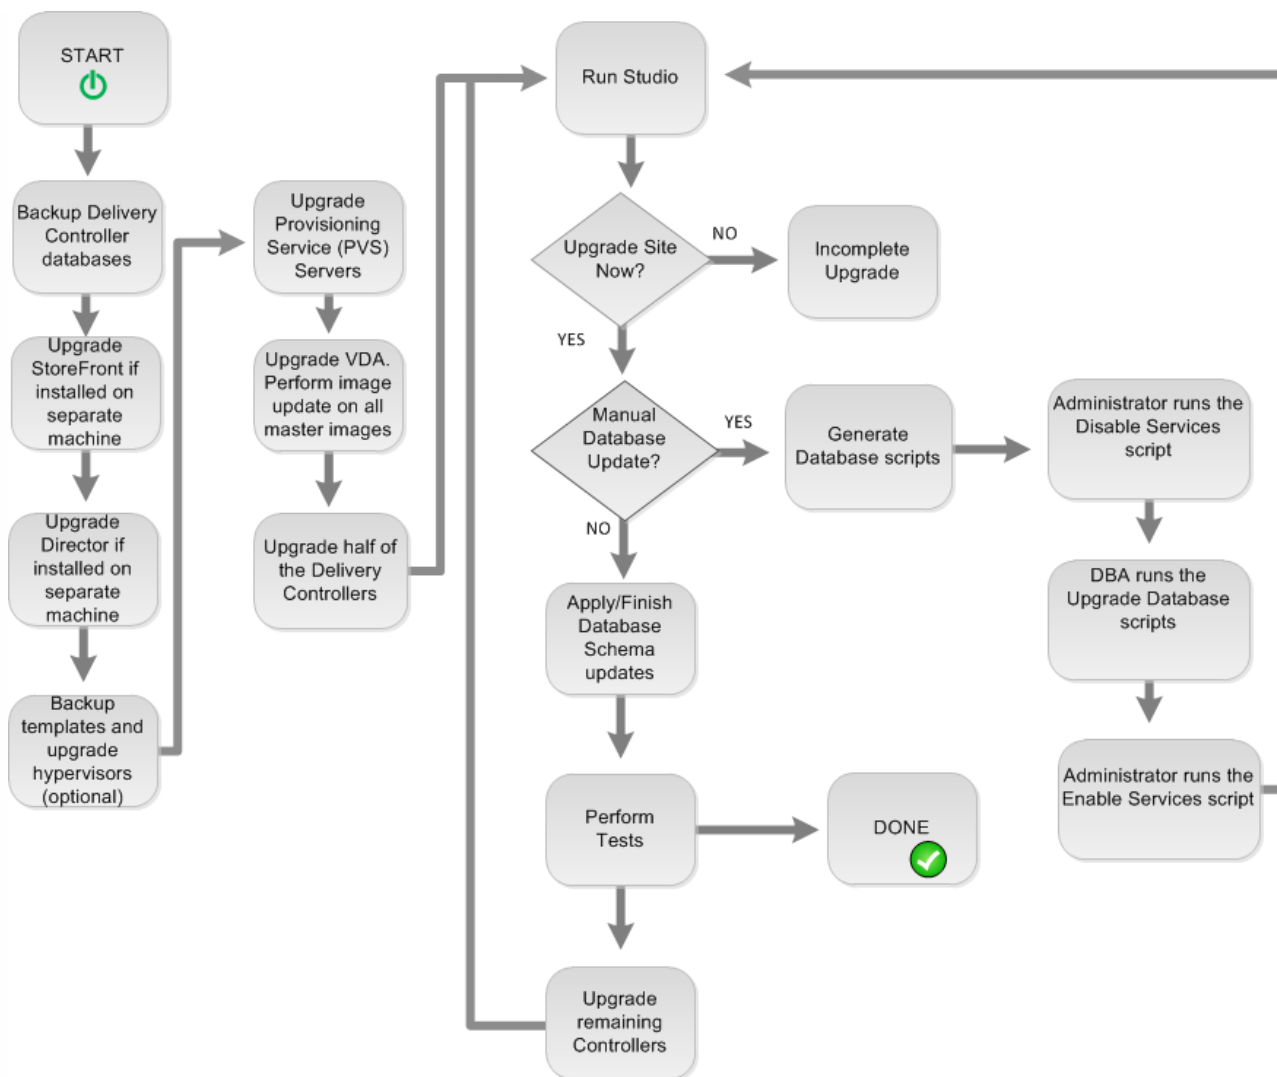 START
Backup Delivery
Controller
databases
Upgrade
StoreFront if
installed on
separate
machine
Upgrade
Director if
installed on
separate
machine
Backup
templates and
upgrade
hypervisors
(optional)
Upgrade
Provisioning
Service (PVS)
Servers
Upgrade VDA.
Perform image
update on all
master images
Upgrade half of
the Delivery
Controllers
Run Studio
Upgrade Site
Now?
NO
Incomplete
Upgrade
YES
Manual
Database
Update?
YES
Generate
Database scripts
Administrator runs the
Disable Services
script
DBA runs the
Upgrade Database
scripts
Administrator runs the
Enable Services script
NO
Apply/Finish
Database
Schema
updates
Perform
Tests
DONE
Upgrade
remaining
Controllers